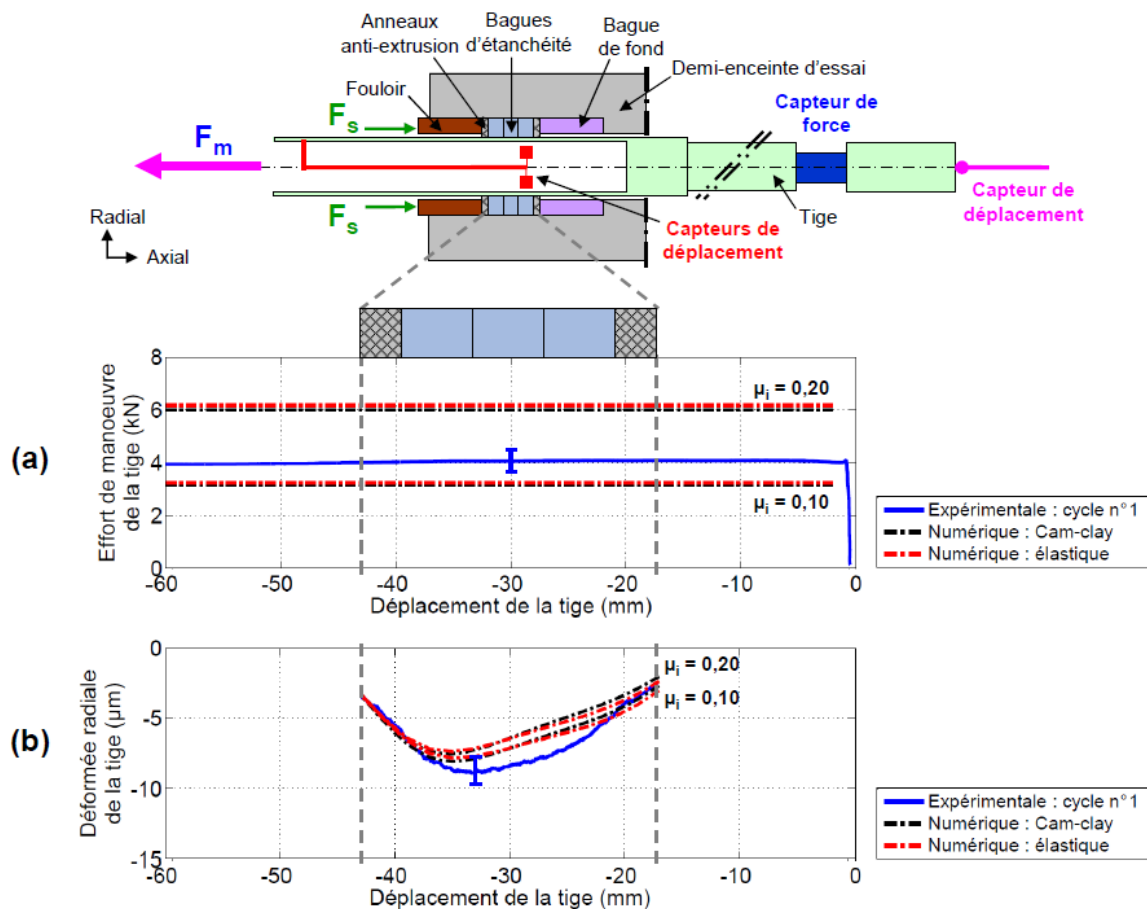 Anneaux
anti-extrusion
Bagues
d'étanchéité
Bague
de fond
Demi-enceinte d'essai
Fouloir
Capteur de
force
Fs
Fm
Fs
Radial
Axial
Capteurs de
déplacement
Tige
Capteur de
déplacement
(a)
Effort de manoeuvre
de la tige (kN)
8
6
4
2
0
µi = 0,20
µi = 0,10
-60
-50
-40
-30
-20
-10
0
Déplacement de la tige (mm)
Expérimentale : cycle n°1
Numérique : Cam-clay
Numérique : élastique
(b)
Déformée radiale
de la tige (µm)
0
-5
-10
-15
µi = 0,20
µi = 0,10
-60
-50
-40
-30
-20
-10
0
Déplacement de la tige (mm)
Expérimentale : cycle n°1
Numérique : Cam-clay
Numérique : élastique